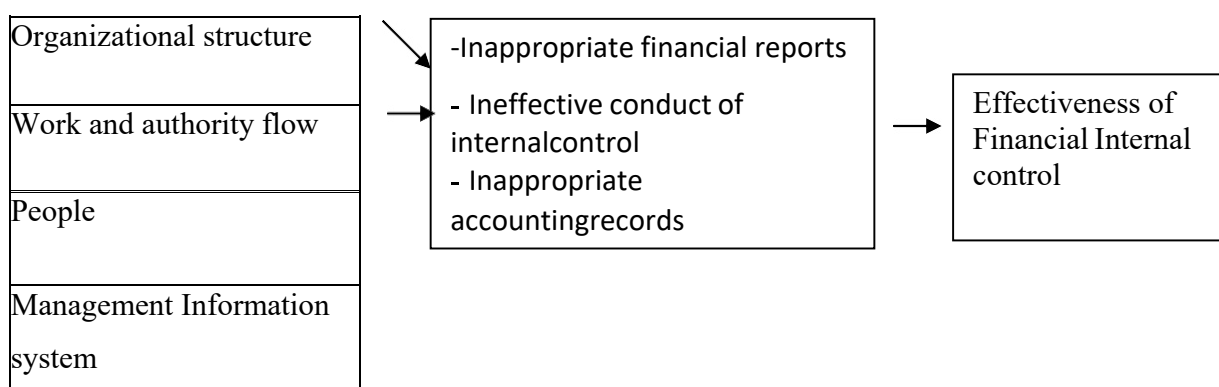 Organizational structure
Work and authority flow
People
Management Information
system
-Inappropriate financial reports
- Ineffective conduct of
internalcontrol
- Inappropriate
accountingrecords
Effectiveness of
Financial Internal
control